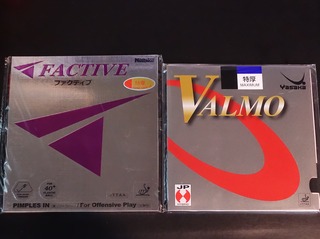 Nittaku
FACTIVE
ファクティブ
40+
PIMPLES IN
For Offensive Play
特厚
MAXIMUM
Yasaka
VALMO
JP